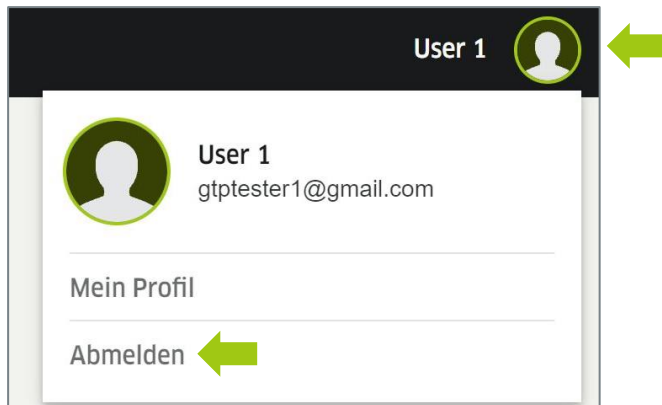 User 1
User 1
gtptester1@gmail.com
Mein Profil
Abmelden